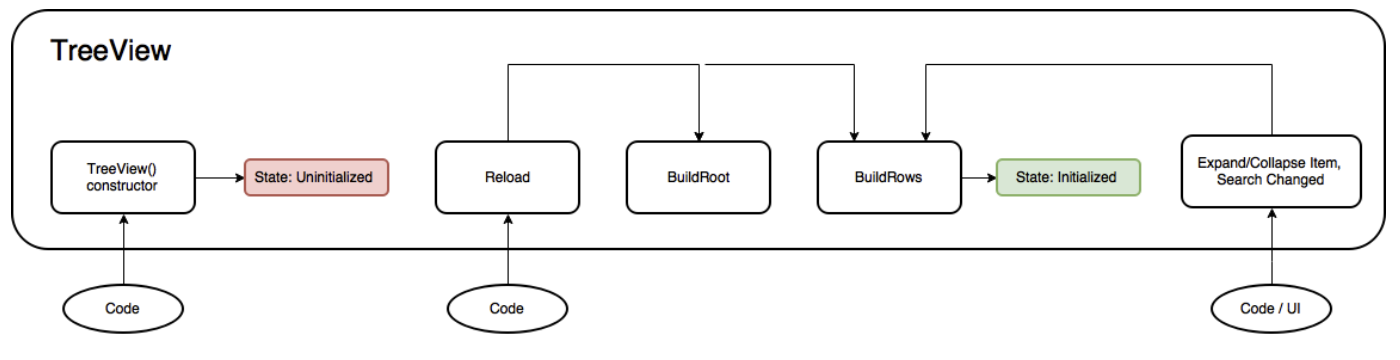 TreeView
TreeView()
constructor
State: Uninitialized
Reload
BuildRoot
BuildRows
State: Initialized
Expand/Collapse Item,
Search Changed
Code
Code
Code / UI